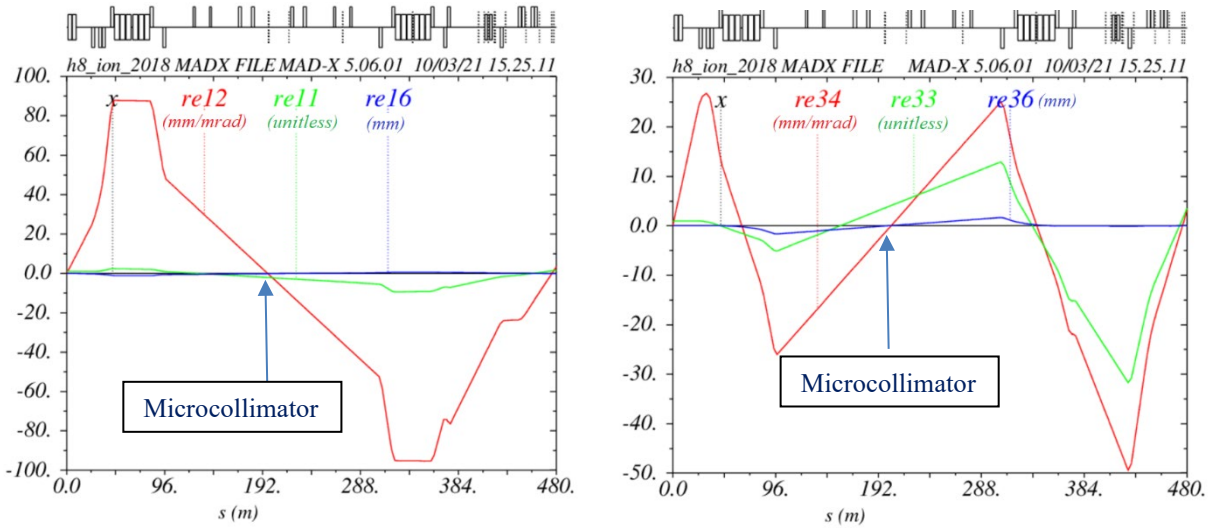 h8_ion_2018 MADX FILE MAD-X 5.06.01 10/03/21 15.25.11
100.
80.
60.
40.
20.
0.0
-20.
-40.
-60.
-80.
-100.
x
re12
(mm/mrad)
re11
(unitless)
re16
(mm)
Microcollimator
0.0 96. 192. 288. 384. 480.
s (m)
h8_ion_2018 MADX FILE MAD-X 5.06.01 10/03/21 15.25.11
30.
20.
10.
0.0
-10.
-20.
-30.
-40.
-50.
x
re34
(mm/mrad)
re33
(unitless)
re36 (mm)
Microcollimator
0.0 96. 192. 288. 384. 480.
s (m)